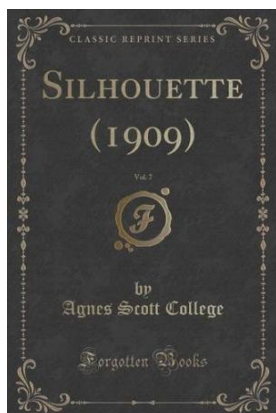 CLASSIC REPRINT SERIES
SILHOUETTE
(1909)
Vol. 7
F
by
Agnes Scott College
Forgotten Books